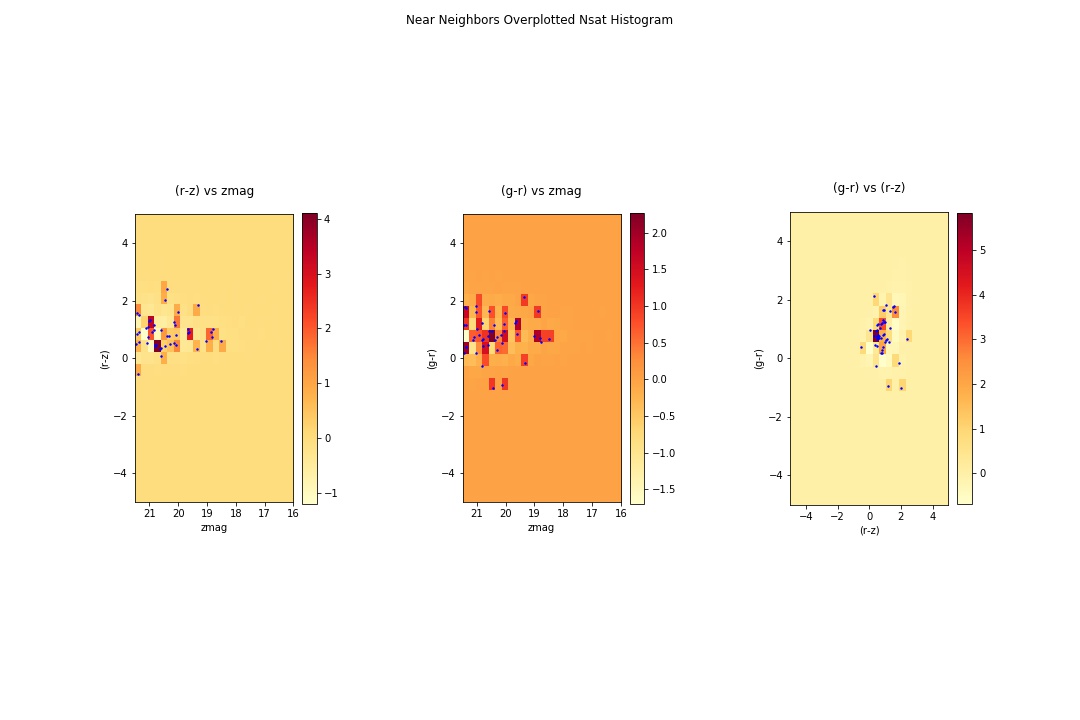 Near Neighbors Overplotted Nsat Histogram
(r-z) vs zmag
(r-z)
4
2
0
−2
−4
21 20 19 18 17 16
zmag
4
3
2
1
0
−1
(g-r) vs zmag
(g-r)
4
2
0
−2
−4
21 20 19 18 17 16
zmag
2.0
1.5
1.0
0.5
0.0
−0.5
−1.0
−1.5
(g-r) vs (r-z)
(g-r)
4
2
0
−2
−4
−4 −2 0 2 4
(r-z)
5
4
3
2
1
0